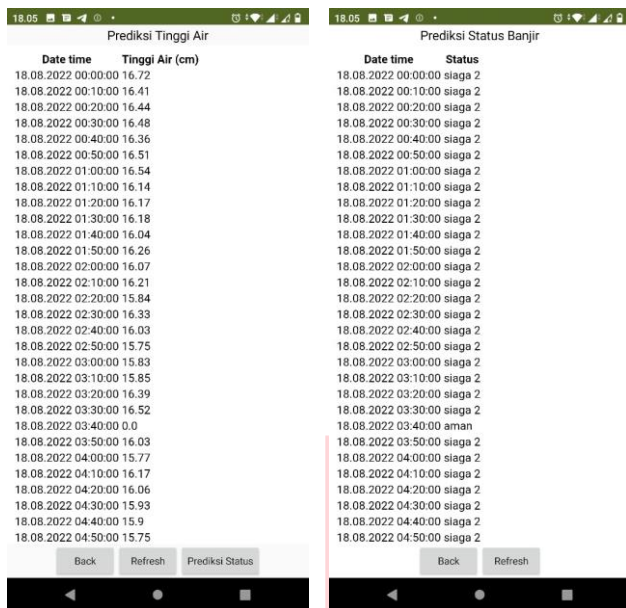 18.05
Prediksi Tinggi Air
Date time Tinggi Air (cm)
18.08.2022 00:00:00 16.72
18.08.2022 00:10:00 16.41
18.08.2022 00:20:00 16.44
18.08.2022 00:30:00 16.48
18.08.2022 00:40:00 16.36
18.08.2022 00:50:00 16.51
18.08.2022 01:00:00 16.54
18.08.2022 01:10:00 16.14
18.08.2022 01:20:00 16.17
18.08.2022 01:30:00 16.18
18.08.2022 01:40:00 16.04
18.08.2022 01:50:00 16.26
18.08.2022 02:00:00 16.07
18.08.2022 02:10:00 16.21
18.08.2022 02:20:00 15.84
18.08.2022 02:30:00 16.33
18.08.2022 02:40:00 16.03
18.08.2022 02:50:00 15.75
18.08.2022 03:00:00 15.83
18.08.2022 03:10:00 15.85
18.08.2022 03:20:00 16.39
18.08.2022 03:30:00 16.52
18.08.2022 03:40:00 0.0
18.08.2022 03:50:00 16.03
18.08.2022 04:00:00 15.77
18.08.2022 04:10:00 16.17
18.08.2022 04:20:00 16.06
18.08.2022 04:30:00 15.93
18.08.2022 04:40:00 15.9
18.08.2022 04:50:00 15.75
Back Refresh Prediksi Status
18.05
Prediksi Status Banjir
Date time Status
18.08.2022 00:00:00 siaga 2
18.08.2022 00:10:00 siaga 2
18.08.2022 00:20:00 siaga 2
18.08.2022 00:30:00 siaga 2
18.08.2022 00:40:00 siaga 2
18.08.2022 00:50:00 siaga 2
18.08.2022 01:00:00 siaga 2
18.08.2022 01:10:00 siaga 2
18.08.2022 01:20:00 siaga 2
18.08.2022 01:30:00 siaga 2
18.08.2022 01:40:00 siaga 2
18.08.2022 01:50:00 siaga 2
18.08.2022 02:00:00 siaga 2
18.08.2022 02:10:00 siaga 2
18.08.2022 02:20:00 siaga 2
18.08.2022 02:30:00 siaga 2
18.08.2022 02:40:00 siaga 2
18.08.2022 02:50:00 siaga 2
18.08.2022 03:00:00 siaga 2
18.08.2022 03:10:00 siaga 2
18.08.2022 03:20:00 siaga 2
18.08.2022 03:30:00 siaga 2
18.08.2022 03:40:00 aman
18.08.2022 03:50:00 siaga 2
18.08.2022 04:00:00 siaga 2
18.08.2022 04:10:00 siaga 2
18.08.2022 04:20:00 siaga 2
18.08.2022 04:30:00 siaga 2
18.08.2022 04:40:00 siaga 2
18.08.2022 04:50:00 siaga 2
Back Refresh